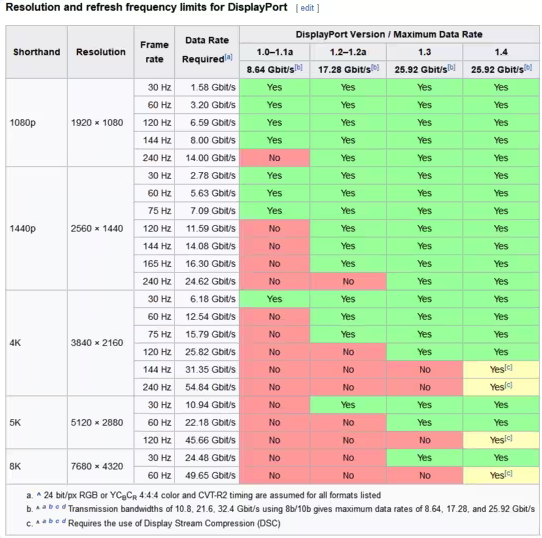 Resolution and refresh frequency limits for DisplayPort [ edit ]
Shorthand Resolution Frame rate Data Rate Required[a] DisplayPort Version / Maximum Data Rate
1.0–1.1a 1.2–1.2a 1.3 1.4
8.64 Gbit/s[b] 17.28 Gbit/s[b] 25.92 Gbit/s[b] 25.92 Gbit/s[b]
1080p 1920 × 1080 30 Hz 1.58 Gbit/s Yes Yes Yes Yes
60 Hz 3.20 Gbit/s Yes Yes Yes Yes
120 Hz 6.59 Gbit/s Yes Yes Yes Yes
144 Hz 8.00 Gbit/s Yes Yes Yes Yes
240 Hz 14.00 Gbit/s No Yes Yes Yes
1440p 2560 × 1440 30 Hz 2.78 Gbit/s Yes Yes Yes Yes
60 Hz 5.63 Gbit/s Yes Yes Yes Yes
75 Hz 7.09 Gbit/s Yes Yes Yes Yes
120 Hz 11.59 Gbit/s No Yes Yes Yes
144 Hz 14.08 Gbit/s No Yes Yes Yes
165 Hz 16.30 Gbit/s No Yes Yes Yes
240 Hz 24.62 Gbit/s No No Yes Yes
4K 3840 × 2160 30 Hz 6.18 Gbit/s Yes Yes Yes Yes
60 Hz 12.54 Gbit/s No Yes Yes Yes
75 Hz 15.79 Gbit/s No Yes Yes Yes
120 Hz 25.82 Gbit/s No No Yes Yes
144 Hz 31.35 Gbit/s No No No Yes[c]
240 Hz 54.84 Gbit/s No No No Yes[c]
5K 5120 × 2880 30 Hz 10.94 Gbit/s No Yes Yes Yes
60 Hz 22.18 Gbit/s No No Yes Yes
120 Hz 45.66 Gbit/s No No No Yes[c]
8K 7680 × 4320 30 Hz 24.48 Gbit/s No No Yes Yes
60 Hz 49.65 Gbit/s No No No Yes[c]
a. ^ 24 bit/px RGB or YCBCR 4:4:4 color and CVT-R2 timing are assumed for all formats listed
b. ^ a b c d Transmission bandwidths of 10.8, 21.6, 32.4 Gbit/s using 8b/10b gives maximum data rates of 8.64, 17.28, and 25.92 Gbit/s
c. ^ a b c d Requires the use of Display Stream Compression (DSC)